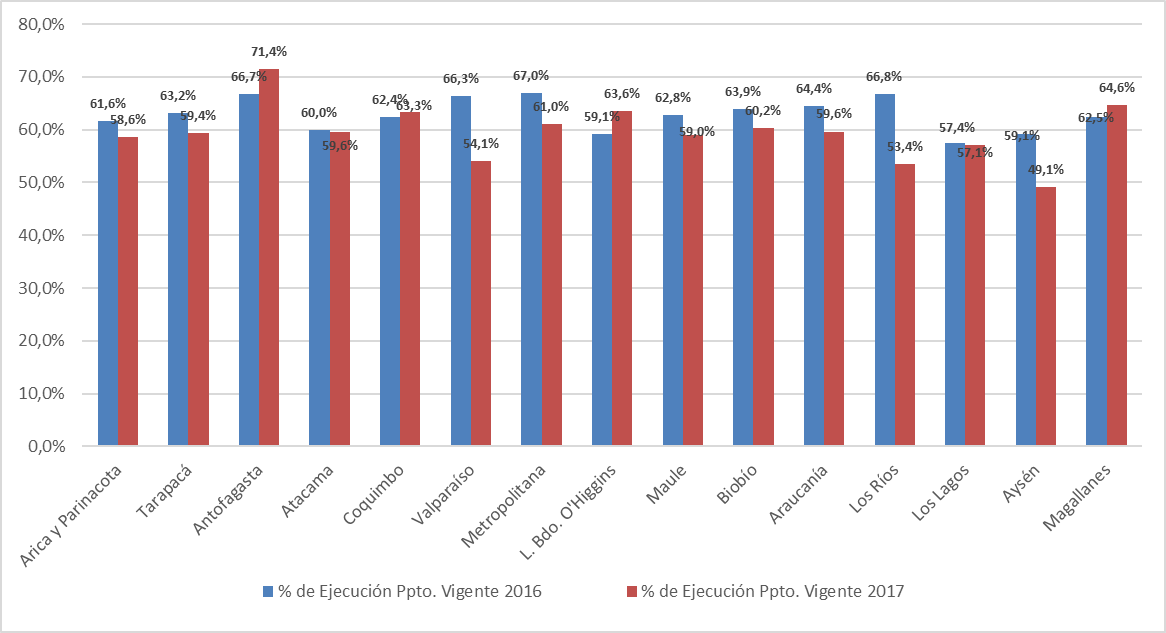 80,0%
70,0%
60,0%
50,0%
40,0%
30,0%
20,0%
10,0%
0,0%
61,6%
58,6%
63,2%
59,4%
66,7%
71,4%
60,0%
59,6%
62,4%
63,3%
66,3%
54,1%
67,0%
61,0%
59,1%
63,6%
62,8%
59,0%
63,9%
60,2%
64,4%
59,6%
66,8%
53,4%
57,4%
57,1%
59,1%
49,1%
62,5%
64,6%
Arica y Parinacota
Tarapacá
Antofagasta
Atacama
Coquimbo
Valparaíso
Metropolitana
L. Bdo. O'Higgins
Maule
Biobío
Araucanía
Los Ríos
Los Lagos
Aysén
Magallanes
% de Ejecución Ppto. Vigente 2016
% de Ejecución Ppto. Vigente 2017